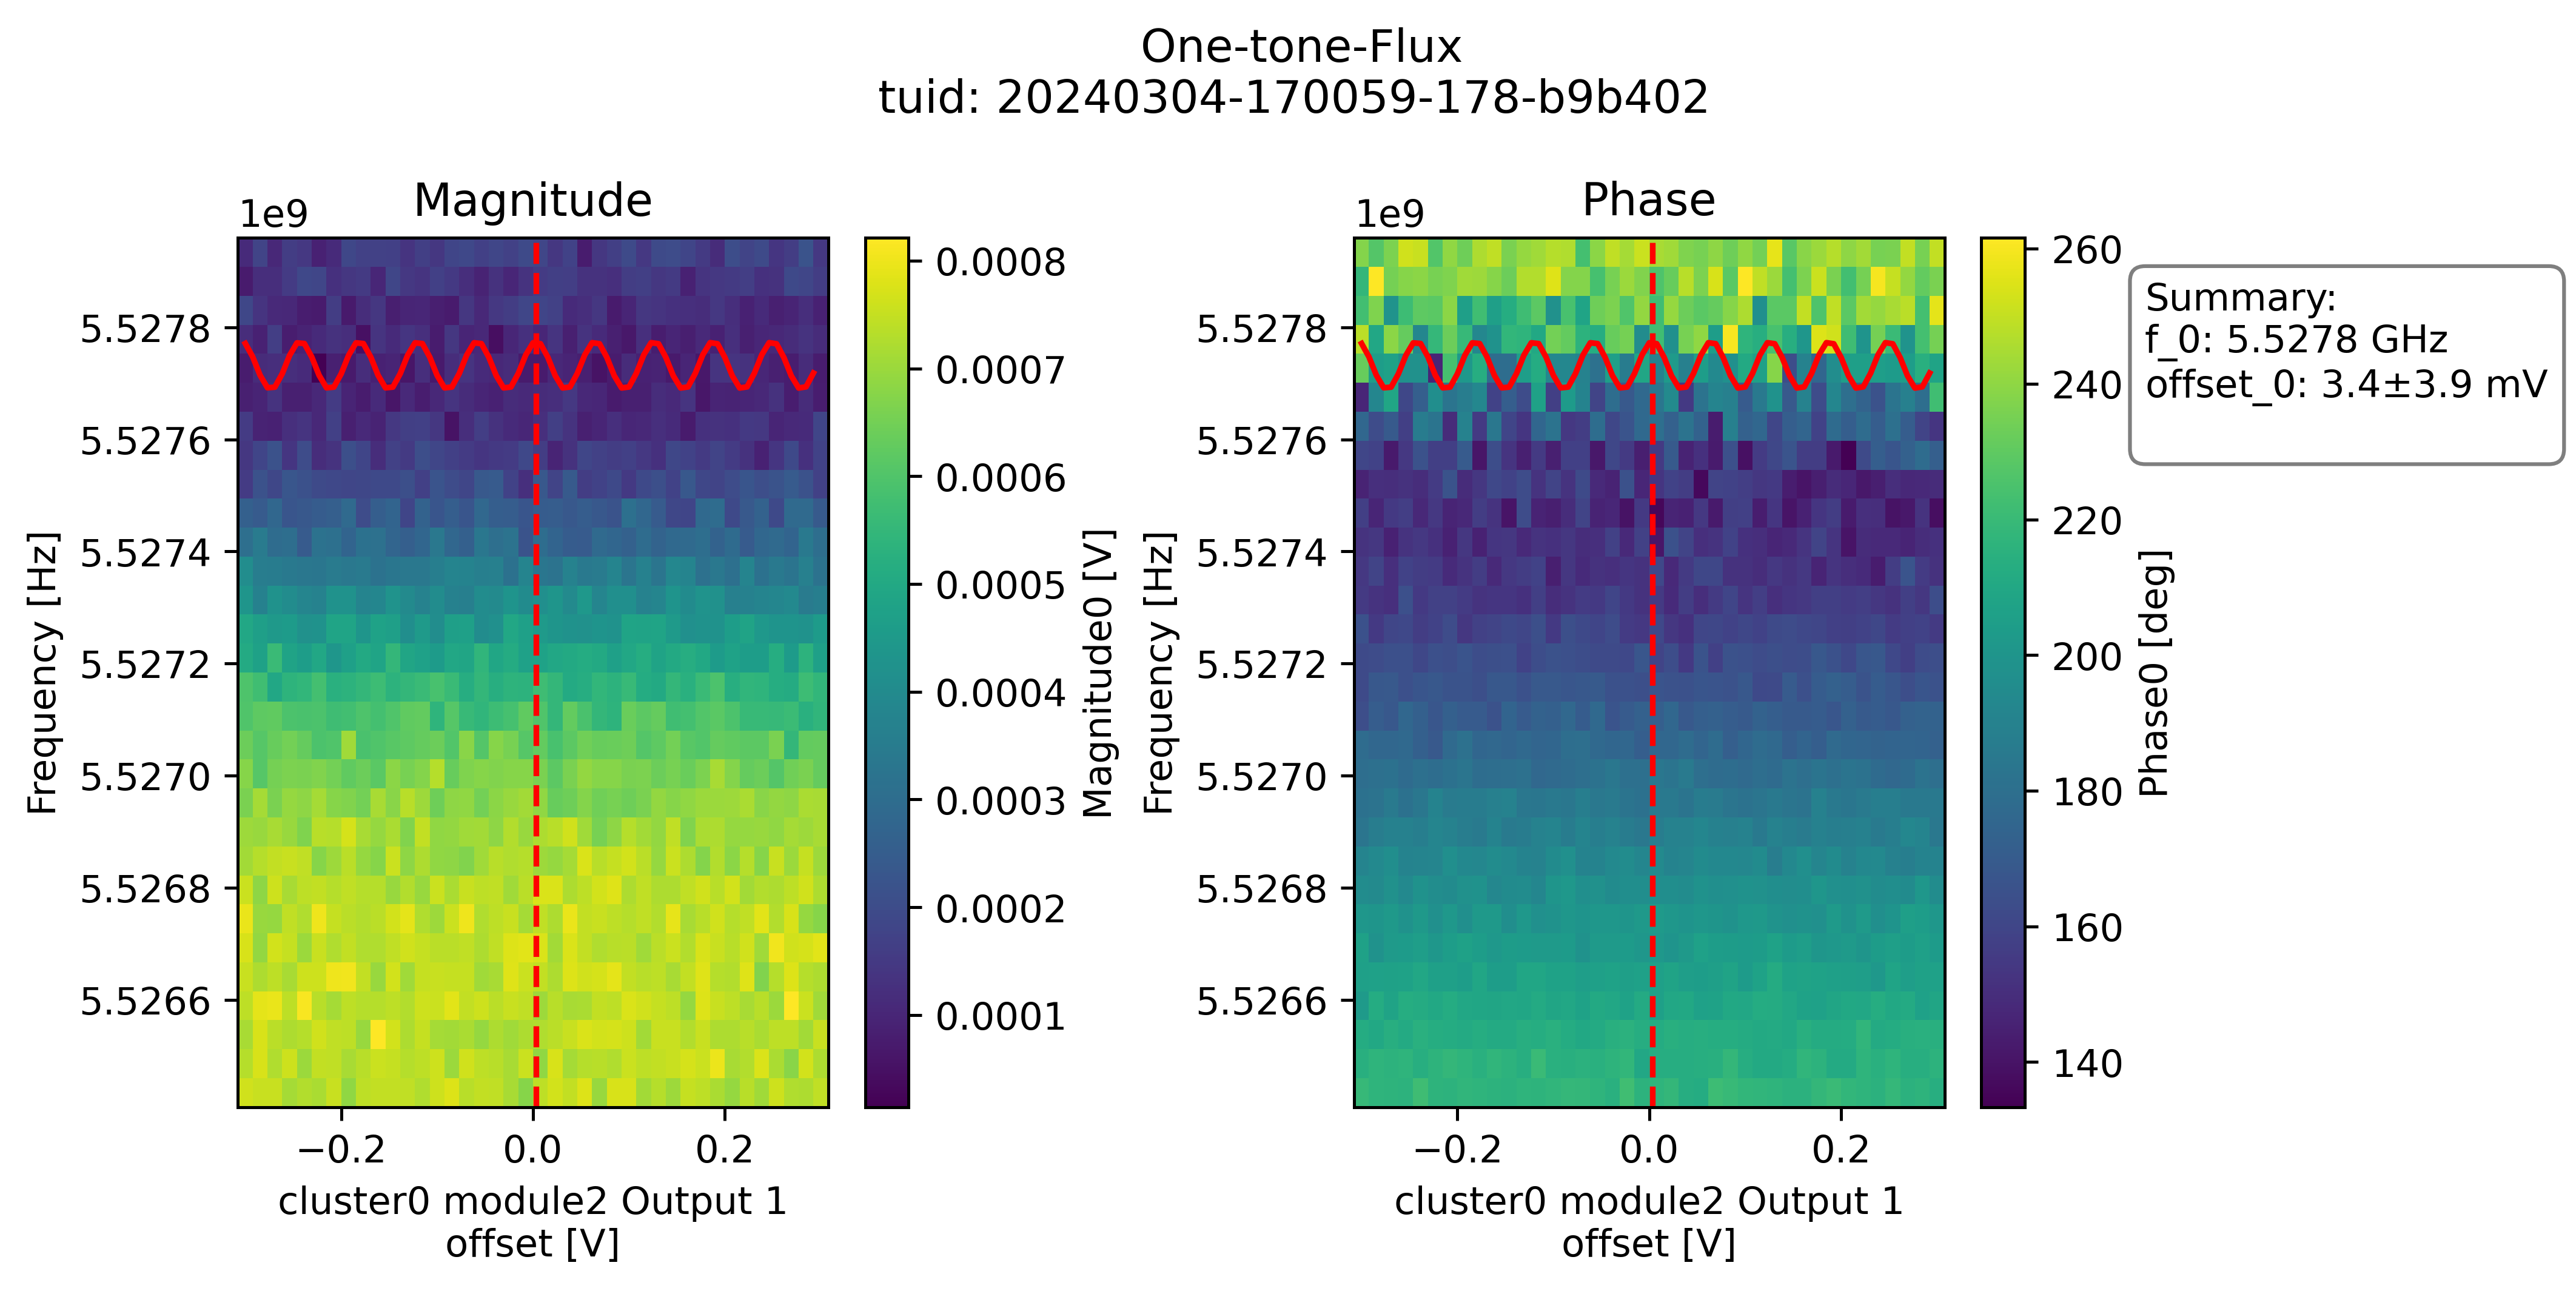 One-tone-Flux
tuid: 20240304-170059-178-b9b402
Magnitude
1e9
5.5278
5.5276
5.5274
5.5272
5.5270
5.5268
5.5266
Frequency [Hz]
−0.2
0.0
0.2
cluster0 module2 Output 1
offset [V]
0.0008
0.0007
0.0006
0.0005
0.0004
0.0003
0.0002
0.0001
Magnitude0 [V]
Phase
1e9
5.5278
5.5276
5.5274
5.5272
5.5270
5.5268
5.5266
Frequency [Hz]
−0.2
0.0
0.2
cluster0 module2 Output 1
offset [V]
260
240
220
200
180
160
140
Phase0 [deg]
Summary:
f_0: 5.5278 GHz
offset_0: 3.4±3.9 mV